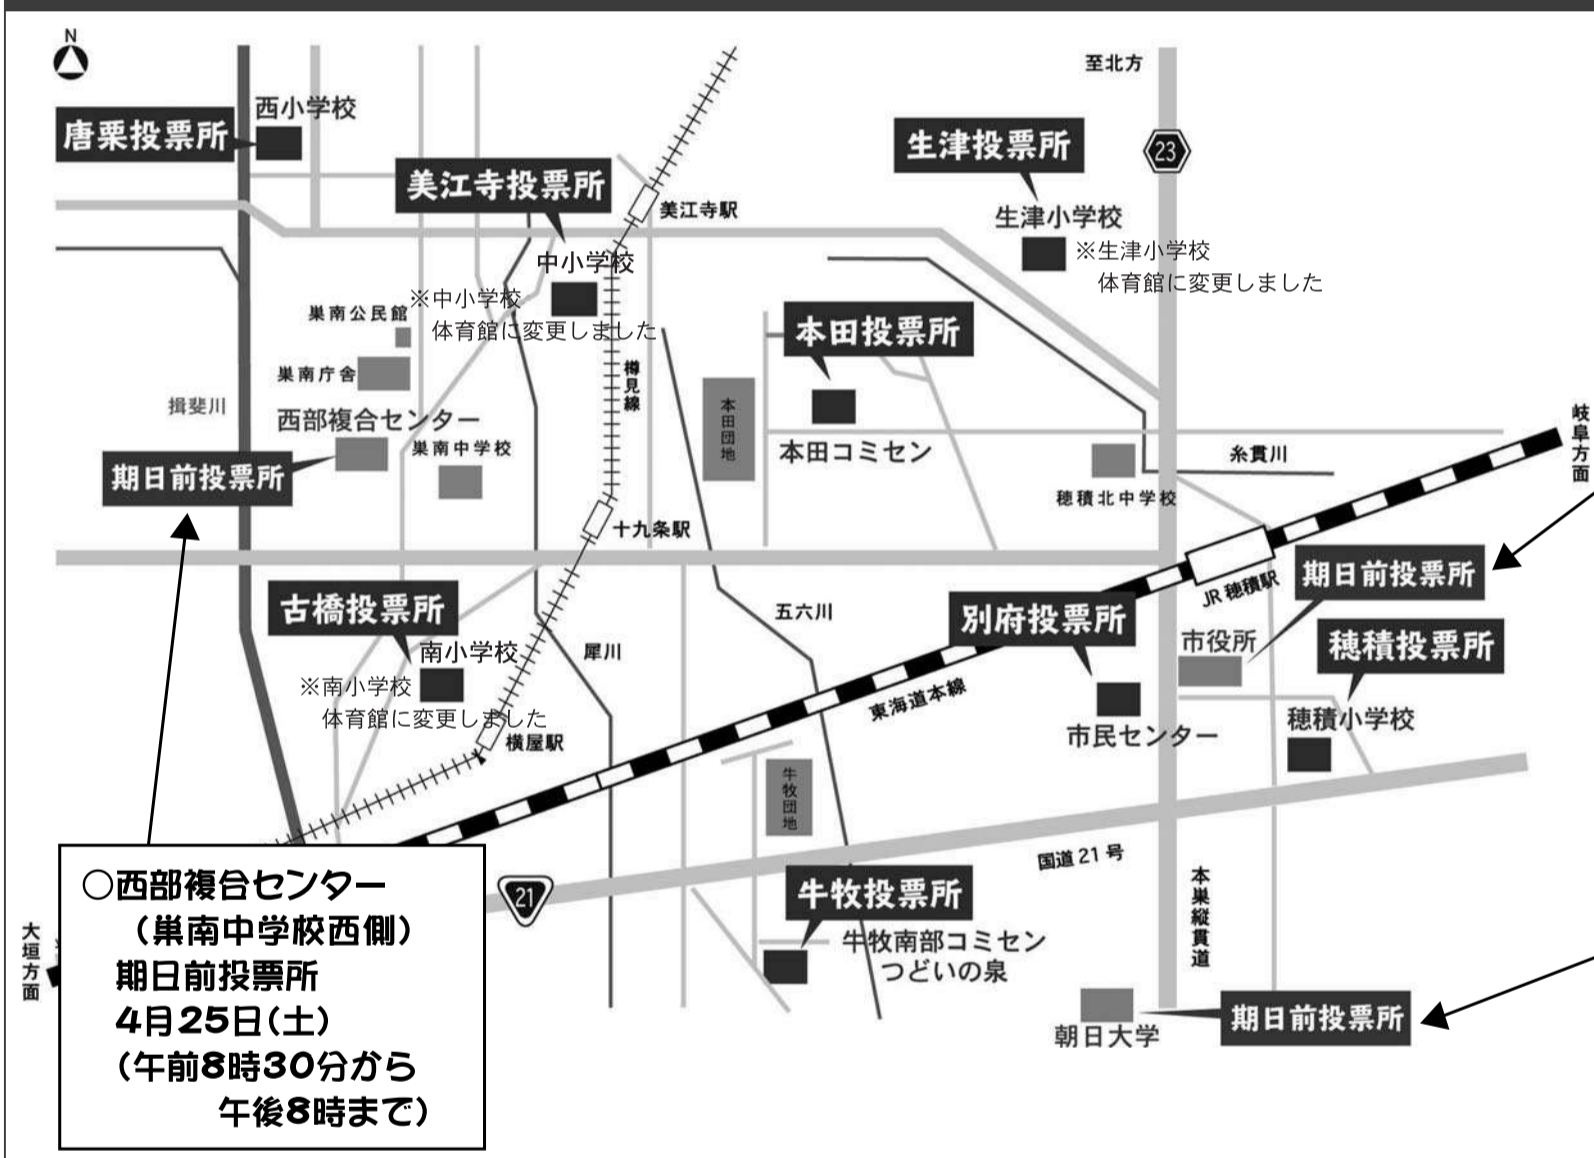 N
至北方
唐栗投票所
西小学校
美江寺投票所
美江寺駅
生津投票所
23
生津小学校
※生津小学校
体育館に変更しました
中小学校
※中小学校
体育館に変更しました
巣南公民館
巣南庁舎
樽見線
本田投票所
本田団地
本田コミセン
揖斐川
西部複合センター
巣南中学校
期日前投票所
十九条駅
穂積北中学校
糸貫川
岐阜方面
JR 穂積駅
期日前投票所
古橋投票所
南小学校
※南小学校
体育館に変更しました
犀川
五六川
別府投票所
市役所
穂積投票所
穂積小学校
市民センター
東海道本線
横屋駅
牛牧団地
国道 21 号
21
牛牧投票所
牛牧南部コミセン
つどいの泉
本巣縦貫道
朝日大学
期日前投票所
大垣方面
○西部複合センター
（巣南中学校西側）
期日前投票所
4月25日(土)
(午前8時30分から
午後8時まで)